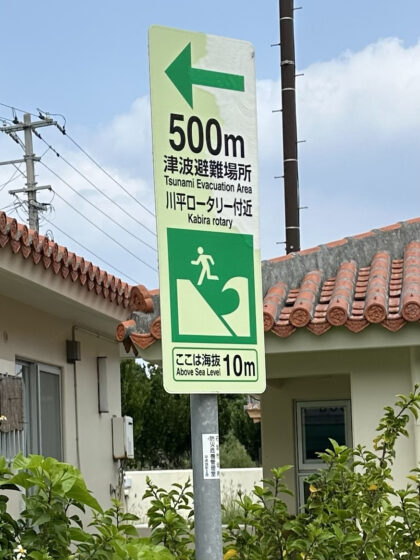 500m
津波避難場所
Tsunami Evacuation Area
川平ロータリー付近
Kabira rotary
ここは海抜 10m
Above Sea Level